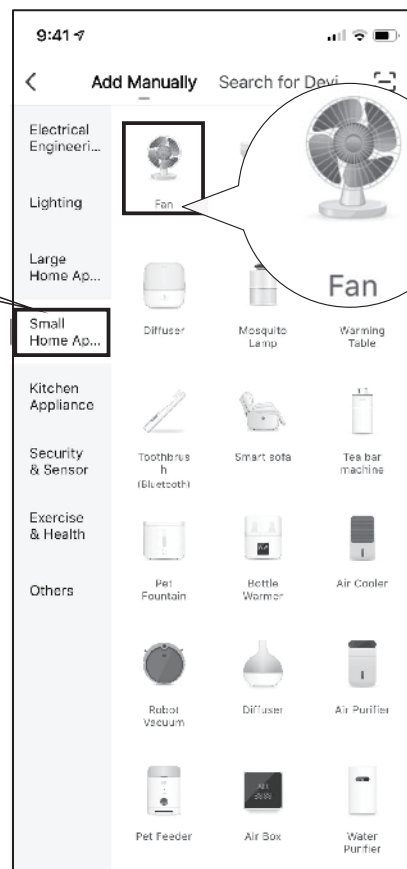 9:41
Add Manually Search for Devi
Electrical
Engineeri...
Lighting
Large
Home Ap...
Small
Home Ap...
Kitchen
Appliance
Security
& Sensor
Exercise
& Health
Others
Fan
Fan
Diffuser
Mosquito
Lamp
Warming
Table
Toothbrus
h
(Bluetooth)
Smart sofa
Tea bar
machine
Pet
Fountain
Bottle
Warmer
Air Cooler
Robot
Vacuum
Diffuser
Air Purifier
Pet Feeder
Air Box
Water
Purifier